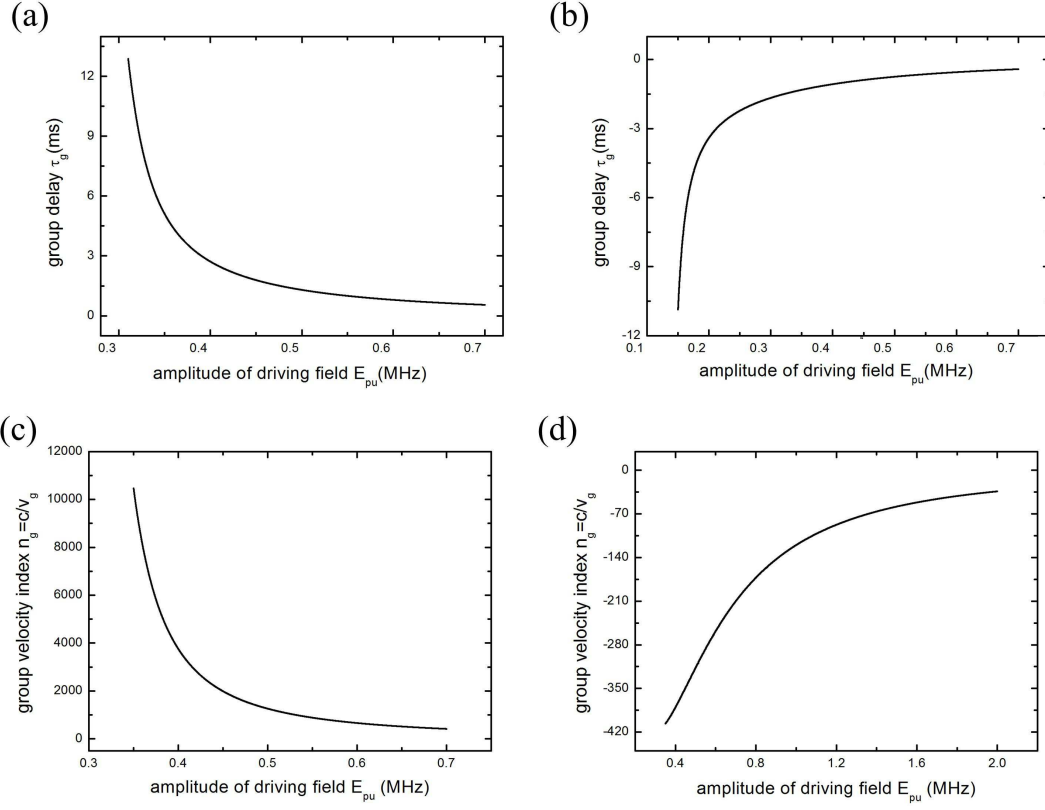 (a)
12
9
6
3
0
0.3 0.4 0.5 0.6 0.7
group delay τg(ms)
amplitude of driving field Epu(MHz)
(b)
0
-3
-6
-9
-12
0.1 0.2 0.3 0.4 0.5 0.6 0.7
group delay τg(ms)
amplitude of driving field Epu(MHz)
(c)
12000
10000
8000
6000
4000
2000
0
0.3 0.4 0.5 0.6 0.7
group velocity index ng=c/vg
amplitude of driving field Epu (MHz)
(d)
0
-70
-140
-210
-280
-350
-420
0.4 0.8 1.2 1.6 2.0
group velocity index ng=c/vg
amplitude of driving field Epu (MHz)